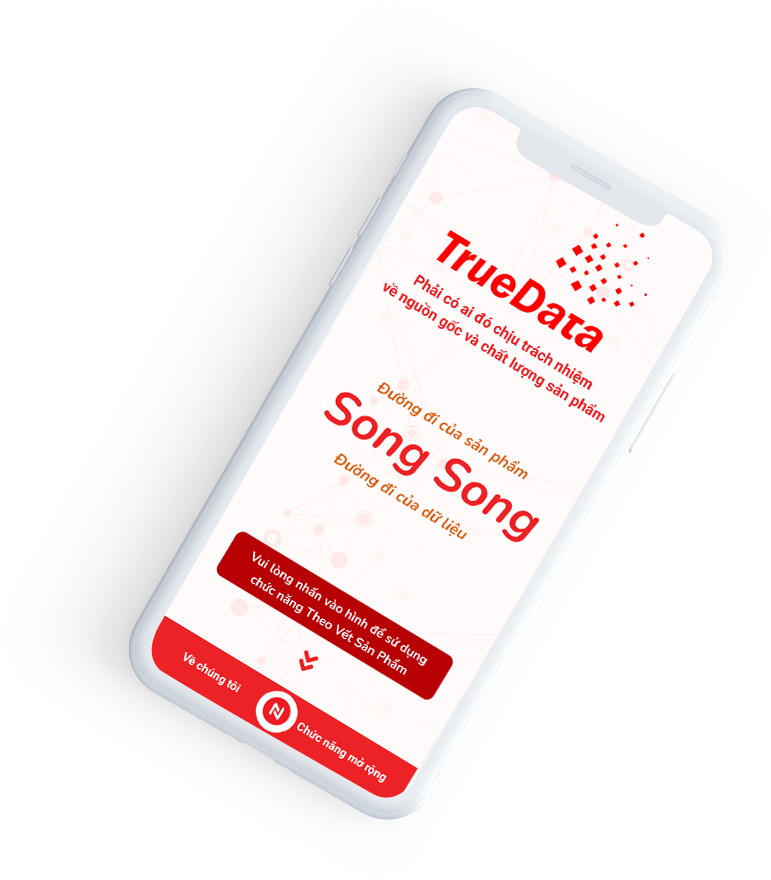 TrueData
Phải có ai đó chịu trách nhiệm
về nguồn gốc và chất lượng sản phẩm
Đường đi của sản phẩm
Song Song
Đường đi của dữ liệu
Vui lòng nhấn vào hình để sử dụng
chức năng Theo Vết Sản Phẩm
Về chúng tôi
N
Chức năng mở rộng